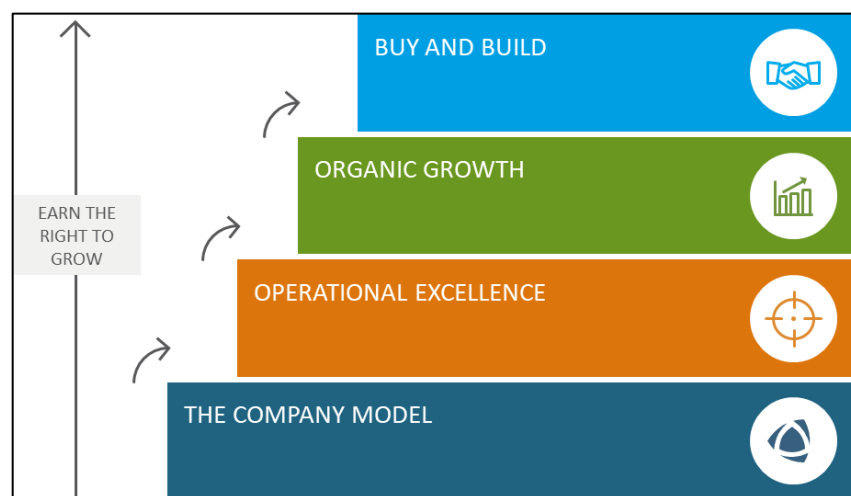 BUY AND BUILD
ORGANIC GROWTH
EARN THE
RIGHT TO
GROW
OPERATIONAL EXCELLENCE
THE COMPANY MODEL